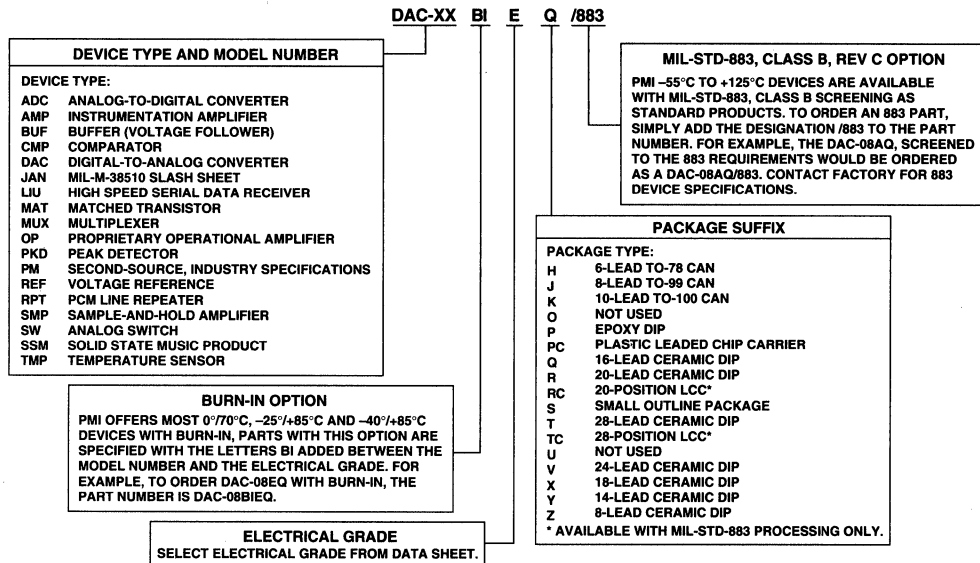 DAC-XX BI E Q /883
DEVICE TYPE AND MODEL NUMBER
DEVICE TYPE:
ADC ANALOG-TO-DIGITAL CONVERTER
AMP INSTRUMENTATION AMPLIFIER
BUF BUFFER (VOLTAGE FOLLOWER)
CMP COMPARATOR
DAC DIGITAL-TO-ANALOG CONVERTER
JAN MIL-M-38510 SLASH SHEET
LIU HIGH SPEED SERIAL DATA RECEIVER
MAT MATCHED TRANSISTOR
MUX MULTIPLEXER
OP PROPRIETARY OPERATIONAL AMPLIFIER
PKD PEAK DETECTOR
PM SECOND-SOURCE, INDUSTRY SPECIFICATIONS
REF VOLTAGE REFERENCE
RPT PCM LINE REPEATER
SMP SAMPLE-AND-HOLD AMPLIFIER
SW ANALOG SWITCH
SSM SOLID STATE MUSIC PRODUCT
TMP TEMPERATURE SENSOR
BURN-IN OPTION
PMI OFFERS MOST 0°/70°C, –25°/+85°C AND –40°/+85°C
DEVICES WITH BURN-IN, PARTS WITH THIS OPTION ARE
SPECIFIED WITH THE LETTERS BI ADDED BETWEEN THE
MODEL NUMBER AND THE ELECTRICAL GRADE. FOR
EXAMPLE, TO ORDER DAC-08EQ WITH BURN-IN, THE
PART NUMBER IS DAC-08BIEQ.
ELECTRICAL GRADE
SELECT ELECTRICAL GRADE FROM DATA SHEET.
MIL-STD-883, CLASS B, REV C OPTION
PMI –55°C TO +125°C DEVICES ARE AVAILABLE
WITH MIL-STD-883, CLASS B SCREENING AS
STANDARD PRODUCTS. TO ORDER AN 883 PART,
SIMPLY ADD THE DESIGNATION /883 TO THE PART
NUMBER. FOR EXAMPLE, THE DAC-08AQ, SCREENED
TO THE 883 REQUIREMENTS WOULD BE ORDERED
AS A DAC-08AQ/883. CONTACT FACTORY FOR 883
DEVICE SPECIFICATIONS.
PACKAGE SUFFIX
PACKAGE TYPE:
H 6-LEAD TO-78 CAN
J 8-LEAD TO-99 CAN
K 10-LEAD TO-100 CAN
O NOT USED
P EPOXY DIP
PC PLASTIC LEADED CHIP CARRIER
Q 16-LEAD CERAMIC DIP
R 20-LEAD CERAMIC DIP
RC 20-POSITION LCC*
S SMALL OUTLINE PACKAGE
T 28-LEAD CERAMIC DIP
TC 28-POSITION LCC*
U NOT USED
V 24-LEAD CERAMIC DIP
X 18-LEAD CERAMIC DIP
Y 14-LEAD CERAMIC DIP
Z 8-LEAD CERAMIC DIP
* AVAILABLE WITH MIL-STD-883 PROCESSING ONLY.